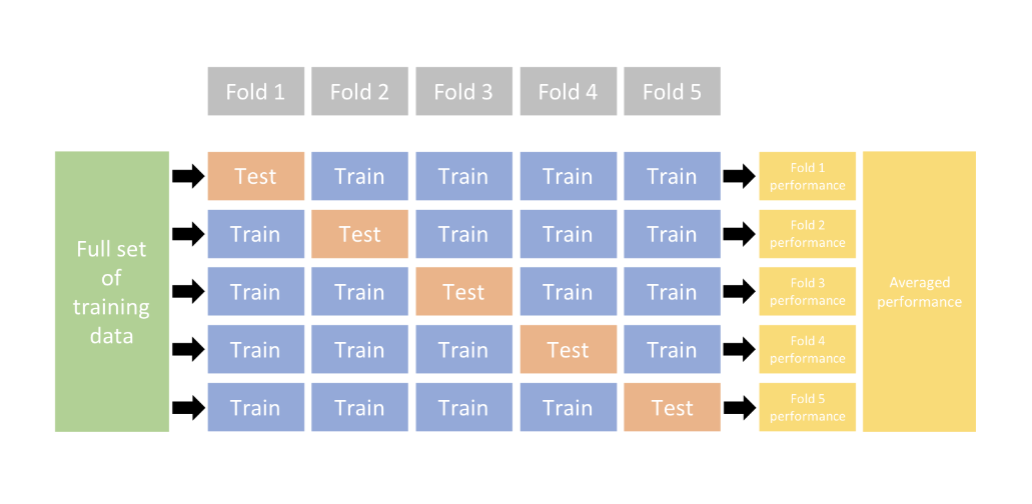 Fold 1 Fold 2 Fold 3 Fold 4 Fold 5
Full set
of
training
data
Test Train Train Train Train
Fold 1
performance
Train Test Train Train Train
Fold 2
performance
Train Train Test Train Train
Fold 3
performance
Train Train Train Test Train
Fold 4
performance
Train Train Train Train Test
Fold 5
performance
Averaged
performance